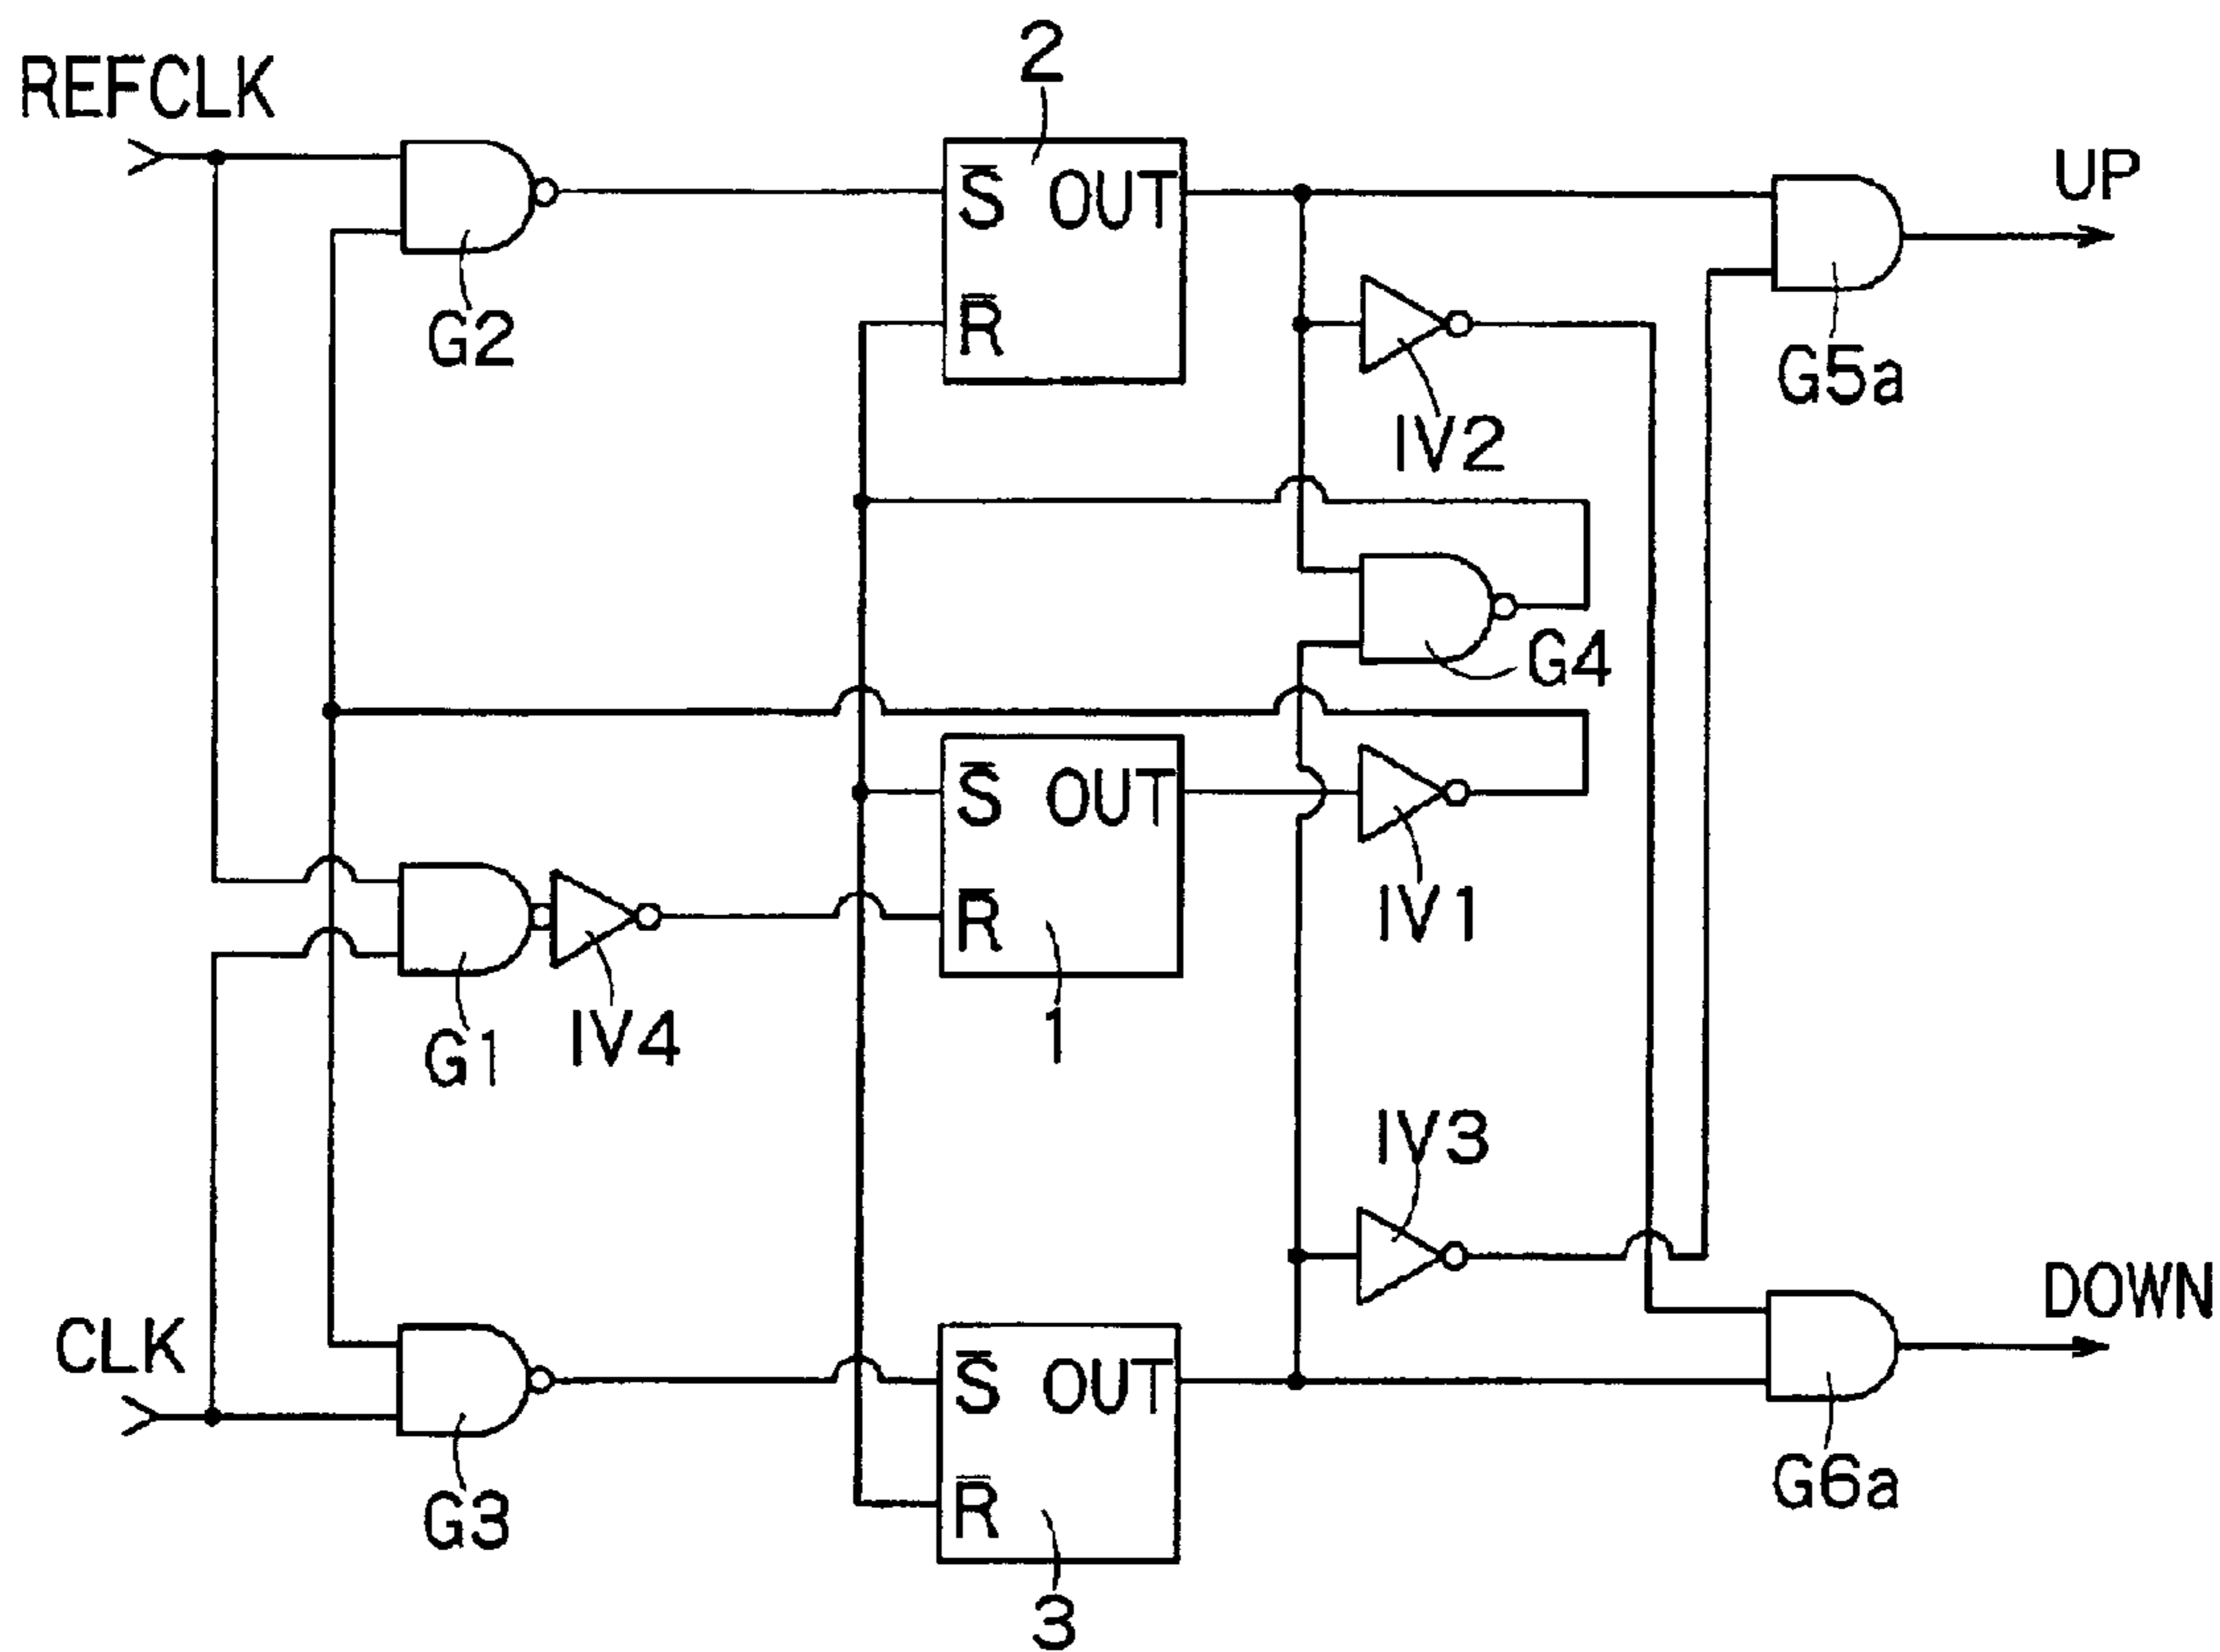 2
REFCLK
UP
S̅ OUT
R̅
G2
G5a
IV2
G4
S̅ OUT
R̅
IV1
G1
IV4
1
IV3
DOWN
CLK
S̅ OUT
R̅
G6a
G3
3